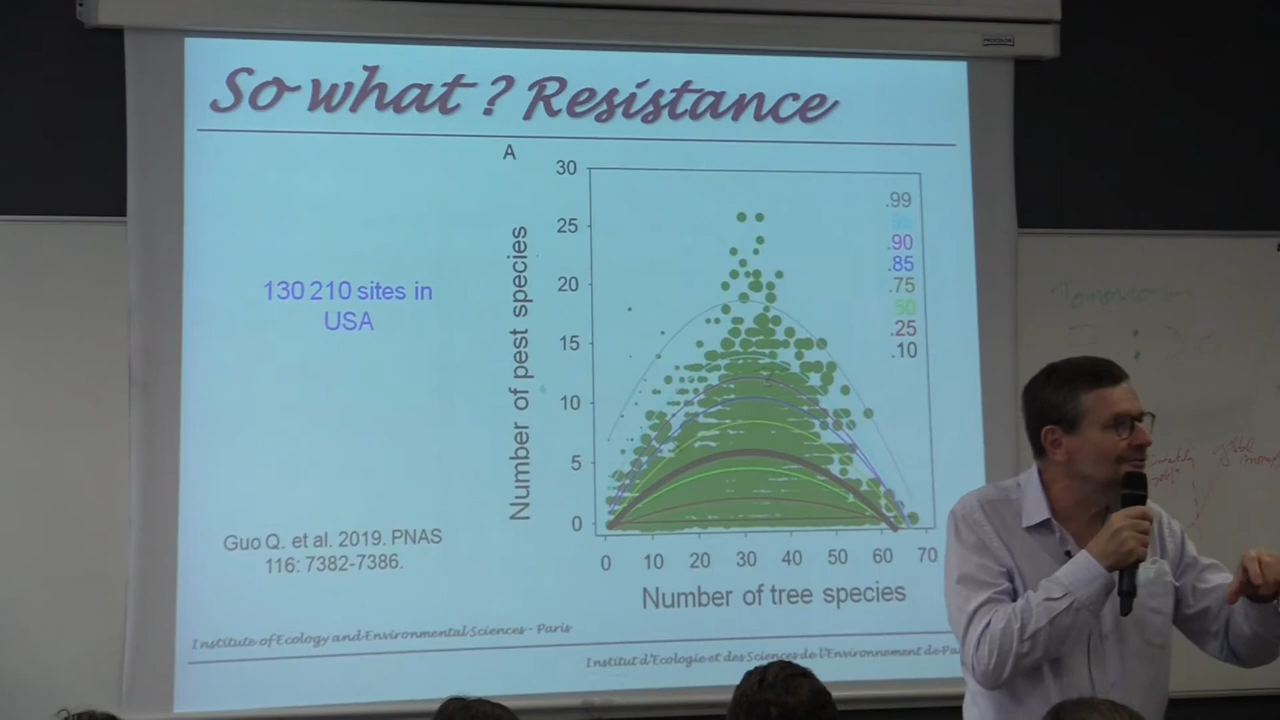 So what ? Resistance
A
30
25
20
15
10
5
0
Number of pest species
.99
.90
.85
.75
.50
.25
.10
0 10 20 30 40 50 60 70
Number of tree species
130 210 sites in
USA
Guo Q. et al. 2019. PNAS
116: 7382-7386.
Institute of Ecology and Environmental Sciences - Paris
Institut d'Ecologie et des Sciences de l'Environnement de
PROCOLOR